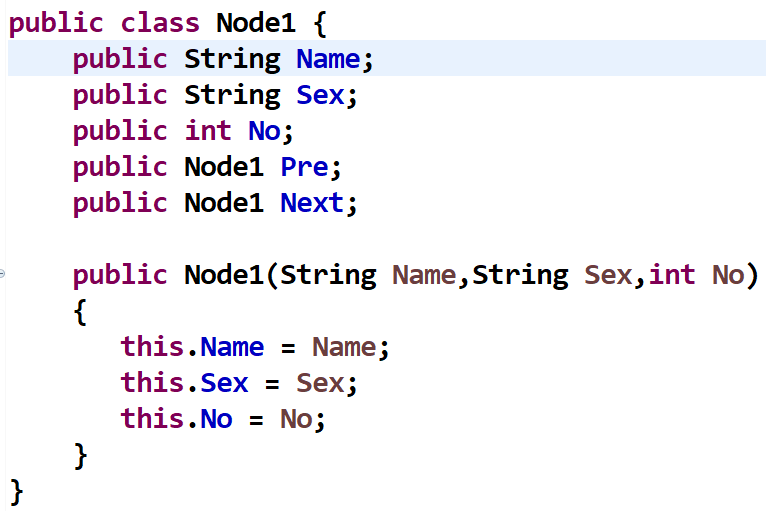 public class Node1 {
    public String Name;
    public String Sex;
    public int No;
    public Node1 Pre;
    public Node1 Next;

    public Node1(String Name,String Sex,int No)
    {
       this.Name = Name;
       this.Sex = Sex;
       this.No = No;
    }
}